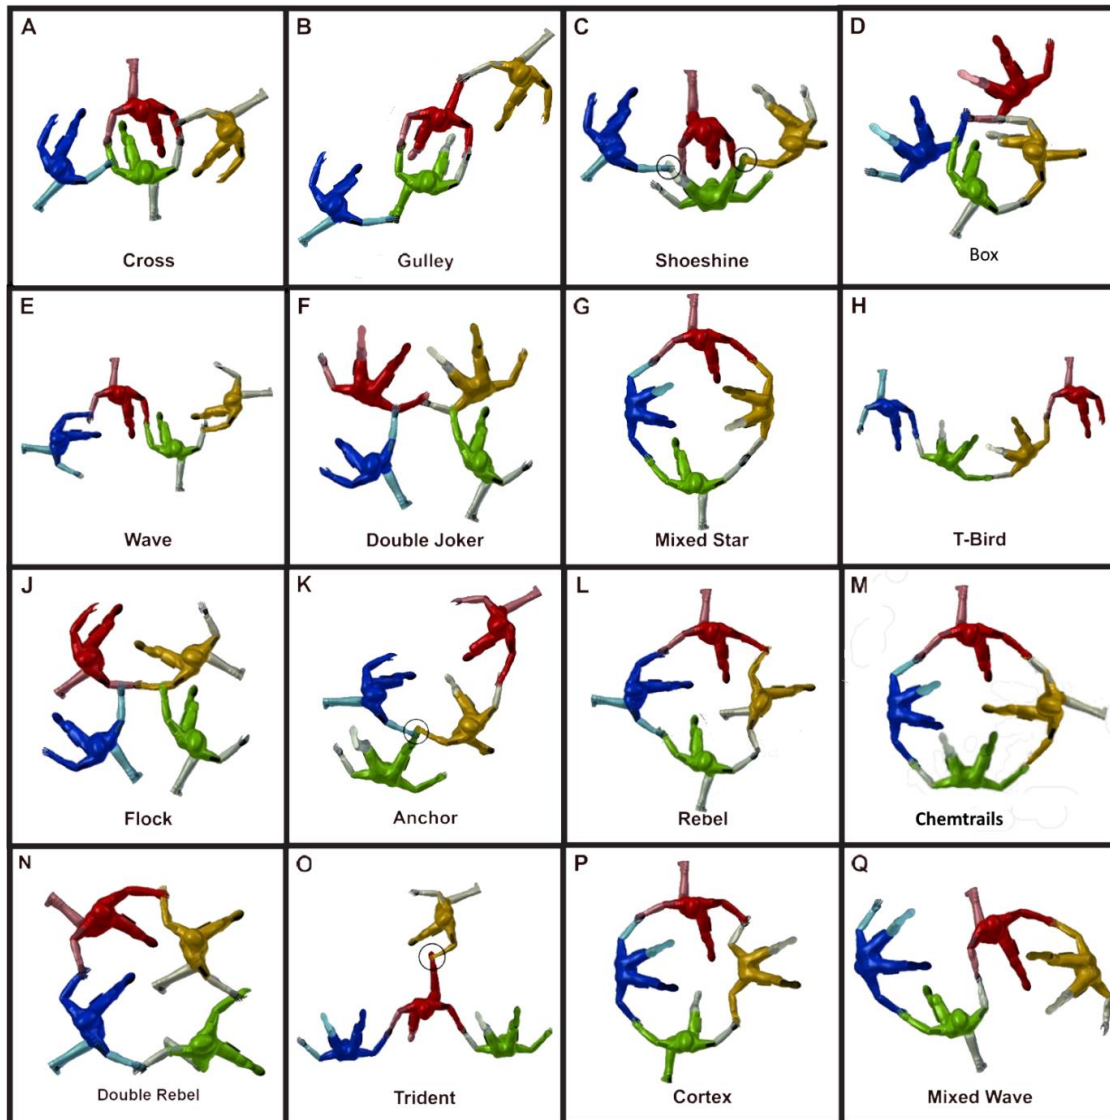 A
Cross
B
Gulley
C
Shoeshine
D
Box
E
Wave
F
Double Joker
G
Mixed Star
H
T-Bird
J
Flock
K
Anchor
L
Rebel
M
Chemtrails
N
Double Rebel
O
Trident
P
Cortex
Q
Mixed Wave